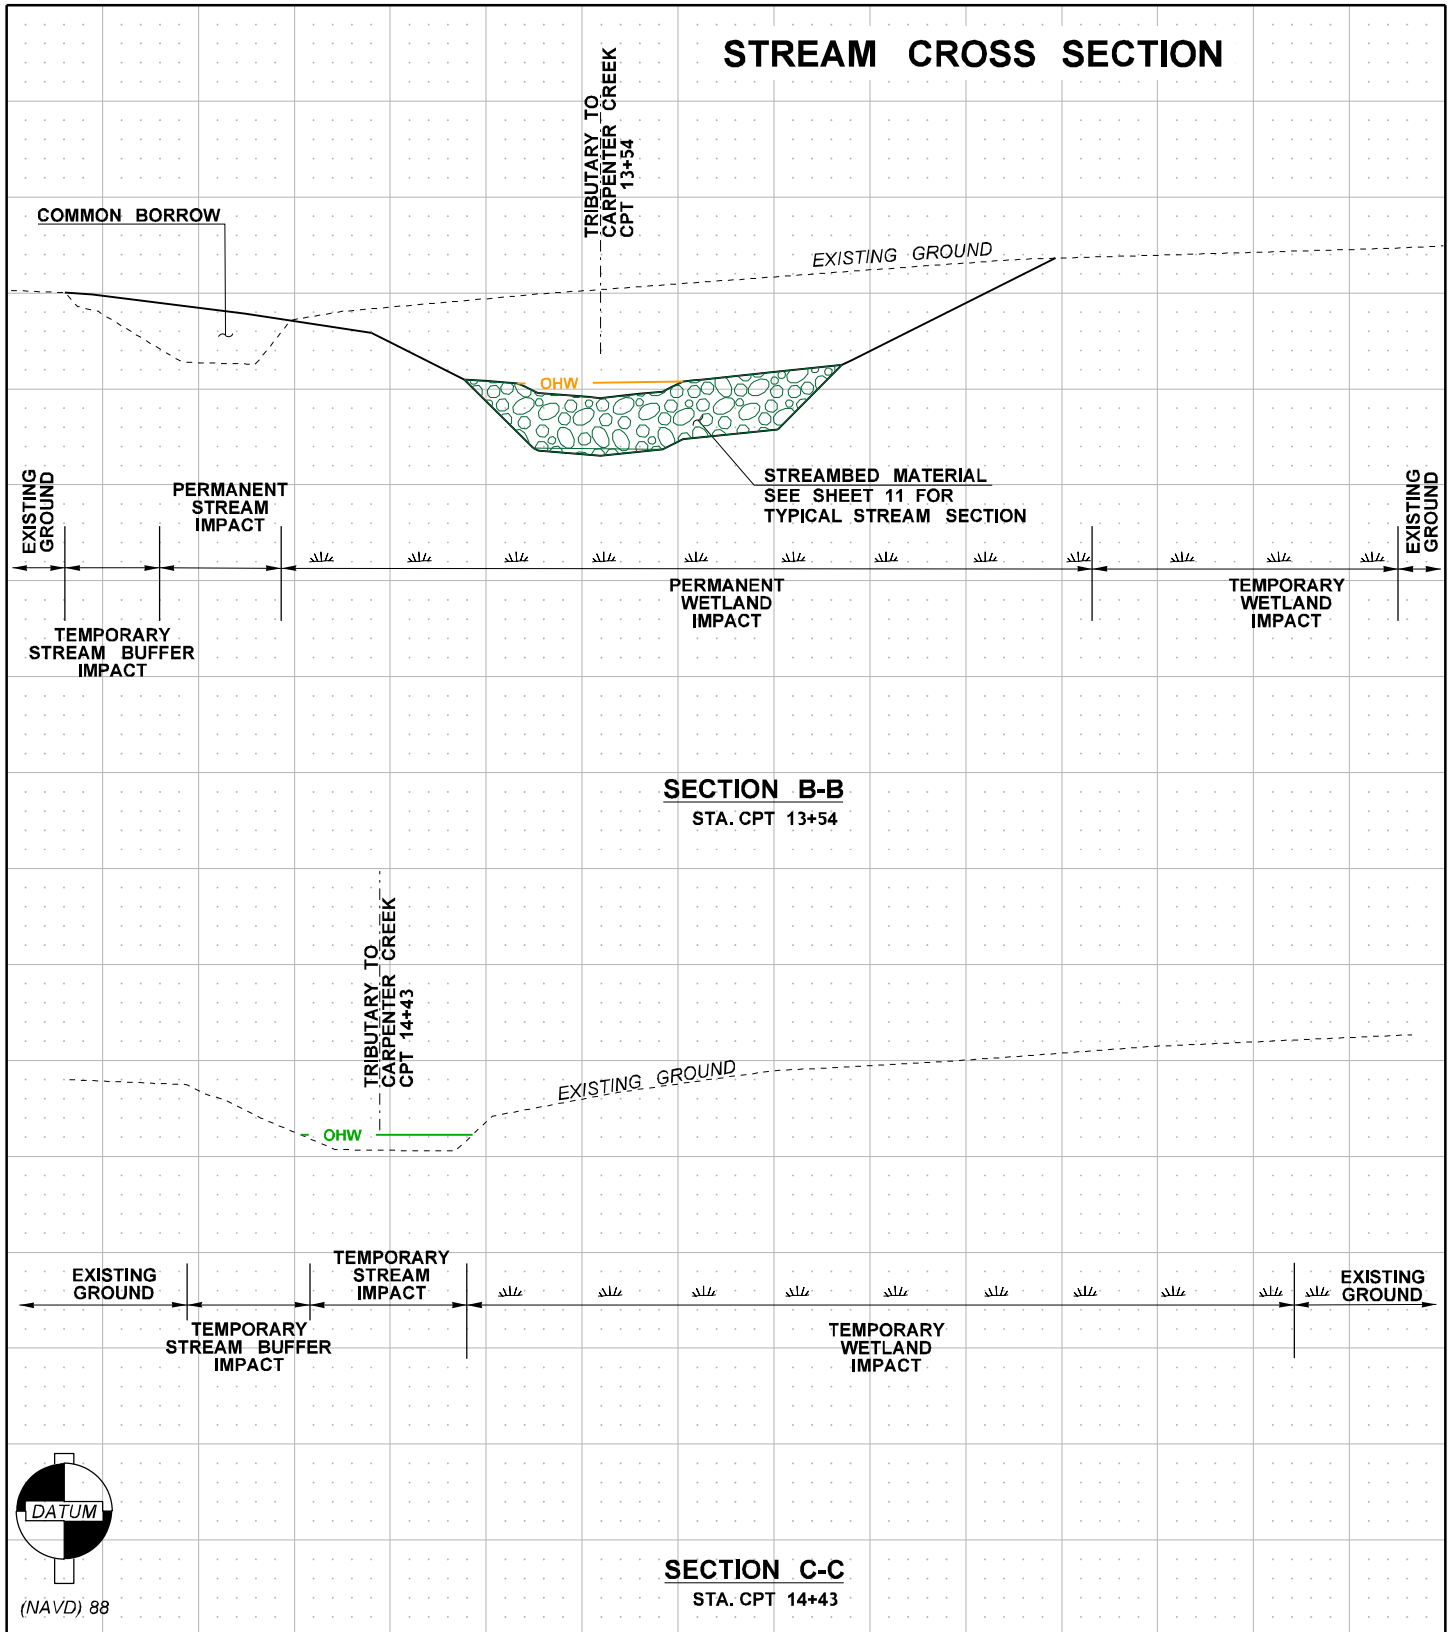 STREAM CROSS SECTION
TRIBUTARY TO
CARPENTER CREEK
CPT 13+54
COMMON BORROW
EXISTING GROUND
OHW
STREAMBED MATERIAL
SEE SHEET 11 FOR
TYPICAL STREAM SECTION
EXISTING
GROUND
PERMANENT
STREAM
IMPACT
EXISTING
GROUND
TEMPORARY
STREAM BUFFER
IMPACT
PERMANENT
WETLAND
IMPACT
TEMPORARY
WETLAND
IMPACT
SECTION B-B
STA. CPT 13+54
TRIBUTARY TO
CARPENTER CREEK
CPT 14+43
EXISTING GROUND
OHW
EXISTING
GROUND
TEMPORARY
STREAM
IMPACT
EXISTING
GROUND
TEMPORARY
STREAM BUFFER
IMPACT
TEMPORARY
WETLAND
IMPACT
DATUM
(NAVD) 88
SECTION C-C
STA. CPT 14+43